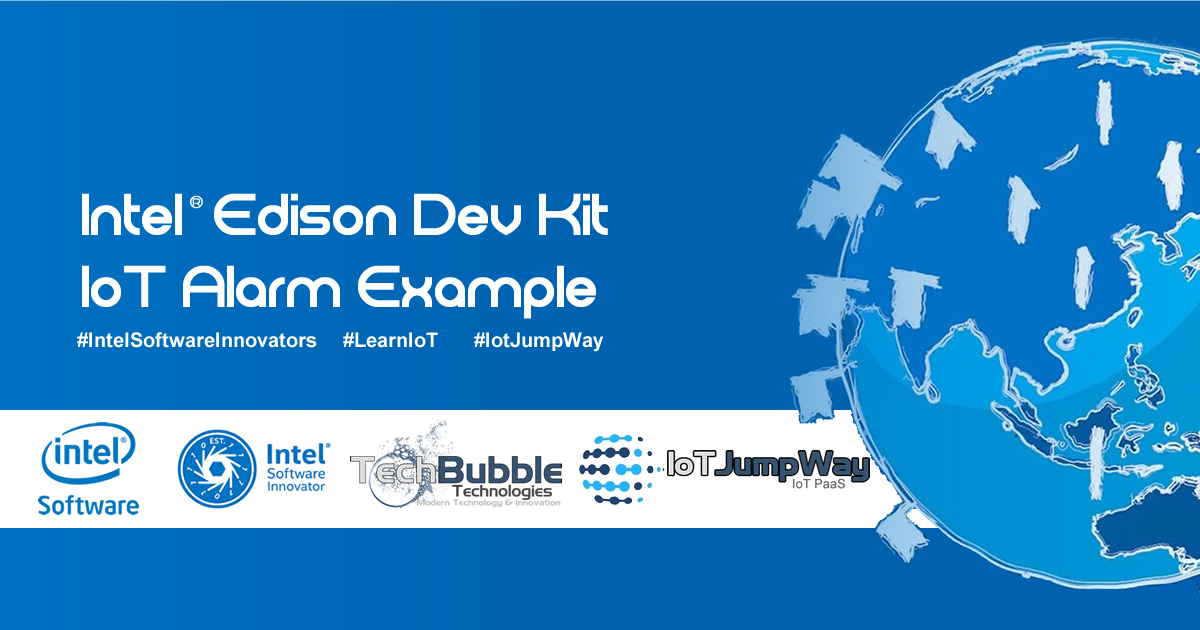 Intel® Edison Dev Kit
IoT Alarm Example
#IntelSoftwareInnovators #LearnIoT #IotJumpWay
intel®
Software
EST.
Intel®
Software
Innovator
TechBubble
Technologies
Modern Technology & Innovation
IoTJumpWay
IoT PaaS